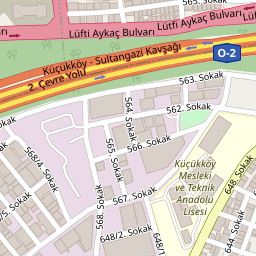 565. Sokak
Lütfi Aykaç Bulvarı
Lütfi Aykaç Bulvarı
Küçükköy - Sultangazi Kavşağı
O-2
2. Çevre Yolu
563. Sokak
564. Sokak
562. Sokak
565. Sokak
566. Sokak
568/4. Sokak
Küçükköy
Mesleki
ve Teknik
Anadolu
Lisesi
567. Sokak
568. Sokak
648. Sokak
648/2. Sokak